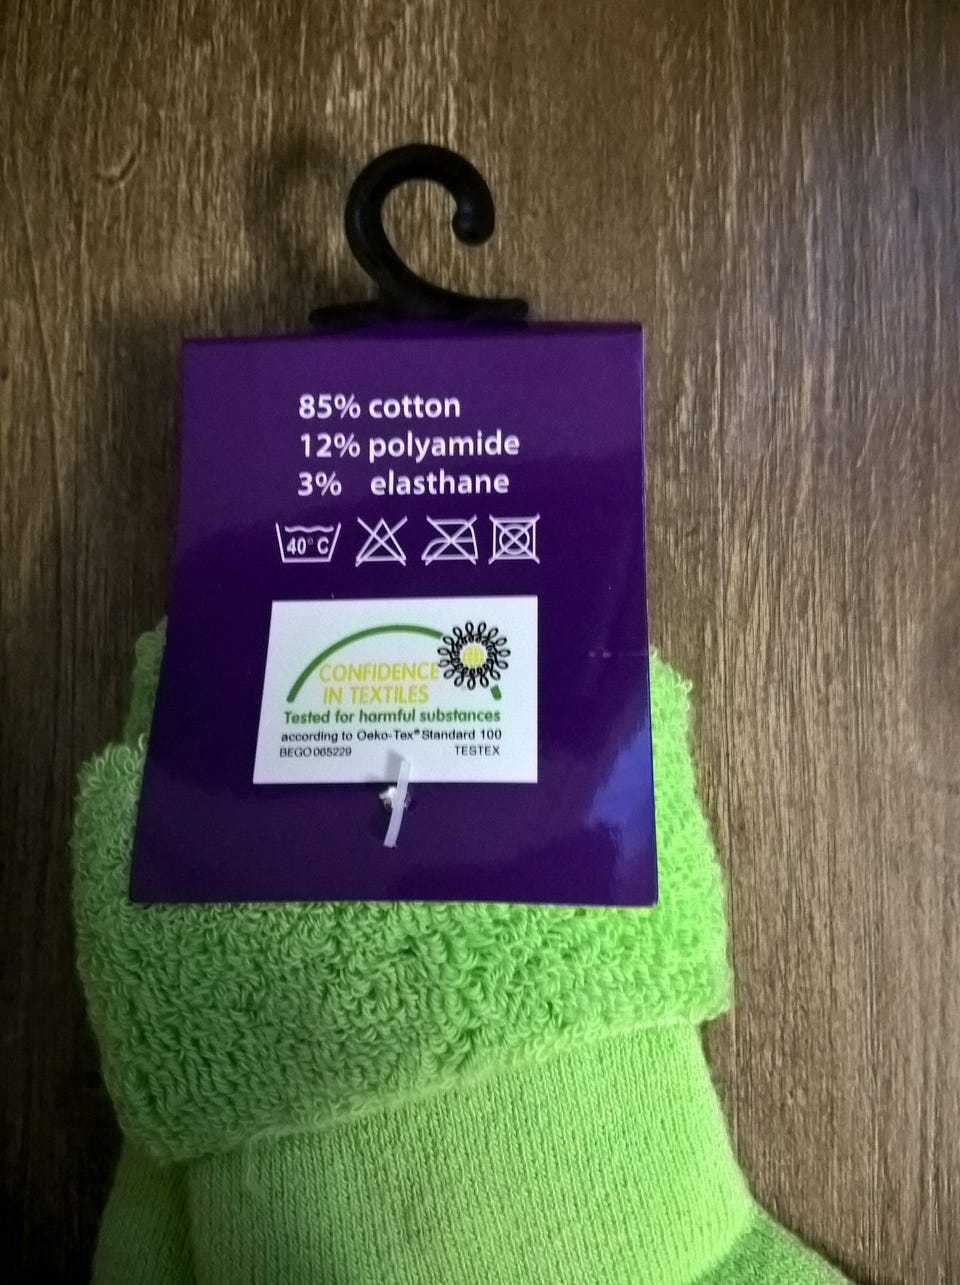 85% cotton
12% polyamide
3% elasthane
40° C
CONFIDENCE
IN TEXTILES
Tested for harmful substances
according to Oeko-Tex® Standard 100
BEGO 065229 TESTEX